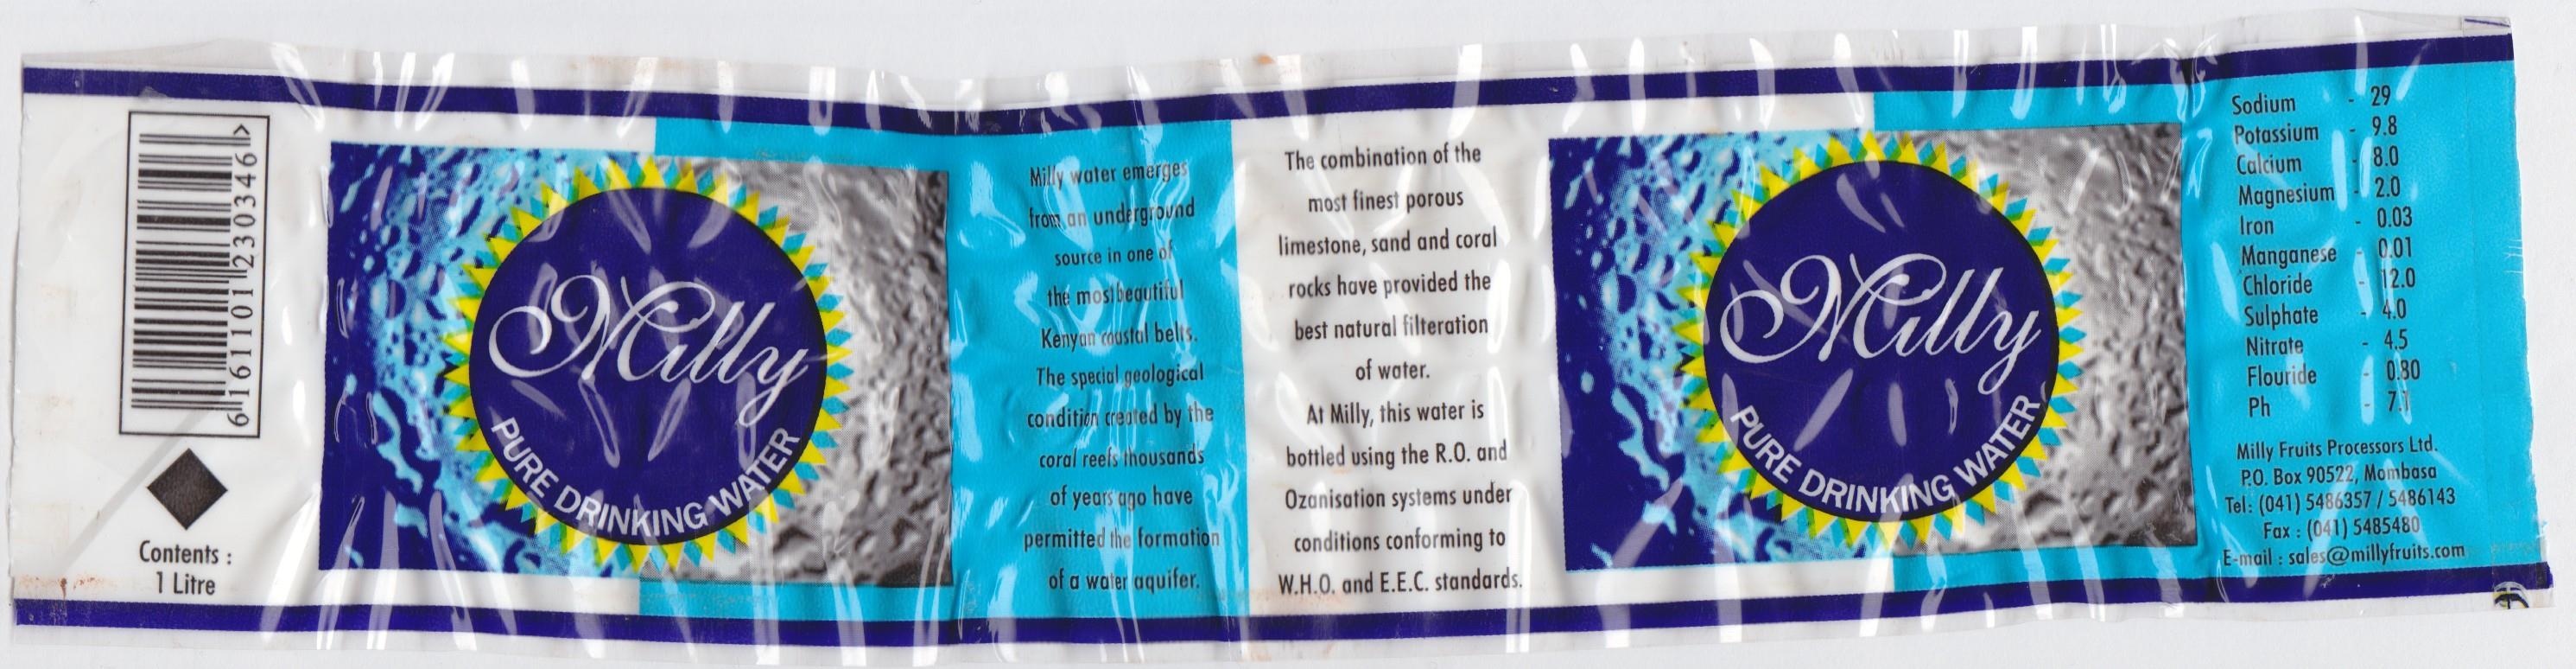 6 161101 230346 >
Contents :
1 Litre
Milly
PURE DRINKING WATER
Milly water emerges
from an underground
source in one of
the most beautiful
Kenyan coastal belts.
The special geological
condition created by the
coral reefs thousands
of years ago have
permitted the formation
of a water aquifer.
The combination of the
most finest porous
limestone, sand and coral
rocks have provided the
best natural filteration
of water.
At Milly, this water is
bottled using the R.O. and
Ozanisation systems under
conditions conforming to
W.H.O. and E.E.C. standards.
Milly
PURE DRINKING WATER
Sodium - 29
Potassium - 9.8
Calcium - 8.0
Magnesium - 2.0
Iron - 0.03
Manganese - 0.01
Chloride - 12.0
Sulphate - 4.0
Nitrate - 4.5
Flouride - 0.80
Ph - 7.1
Milly Fruits Processors Ltd.
P.O. Box 90522, Mombasa
Tel: (041) 5486357 / 5486143
Fax : (041) 5485480
E-mail : sales@millyfruits.com